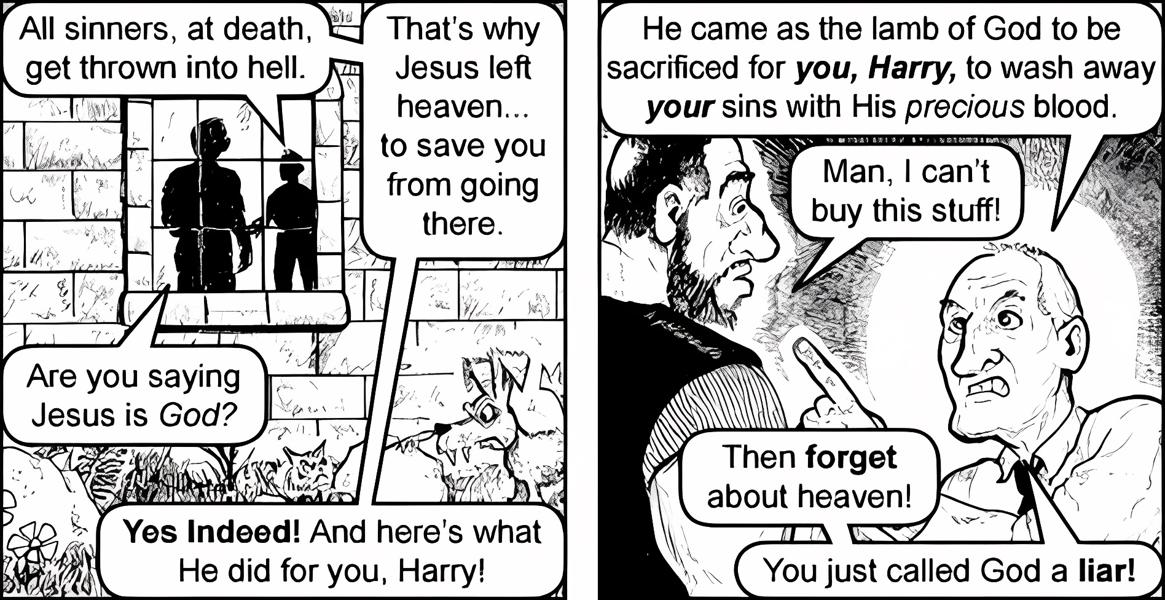 All sinners, at death,
get thrown into hell.
That's why
Jesus left
heaven...
to save you
from going
there.
Are you saying
Jesus is God?
Yes Indeed! And here's what
He did for you, Harry!
He came as the lamb of God to be
sacrificed for you, Harry, to wash away
your sins with His precious blood.
Man, I can't
buy this stuff!
Then forget
about heaven!
You just called God a liar!